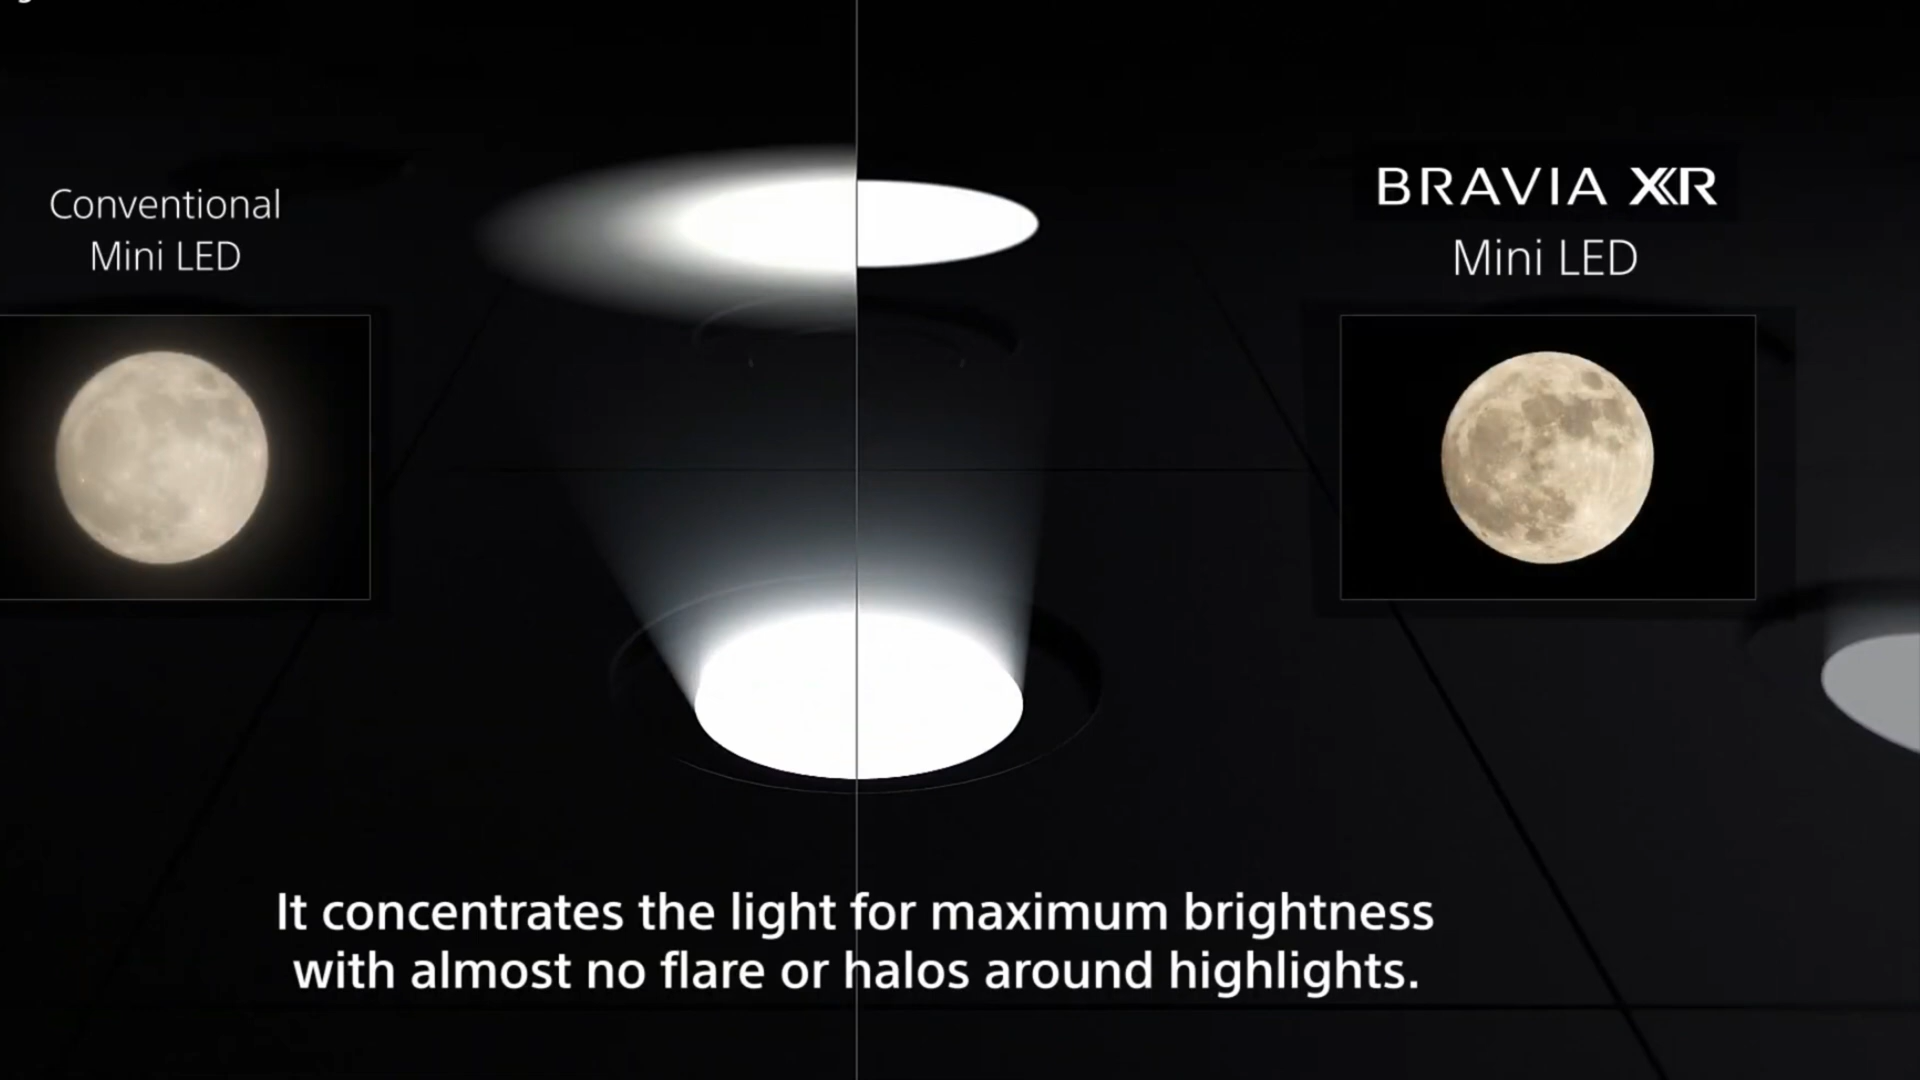 Conventional
Mini LED
BRAVIA XR
Mini LED
It concentrates the light for maximum brightness
with almost no flare or halos around highlights.